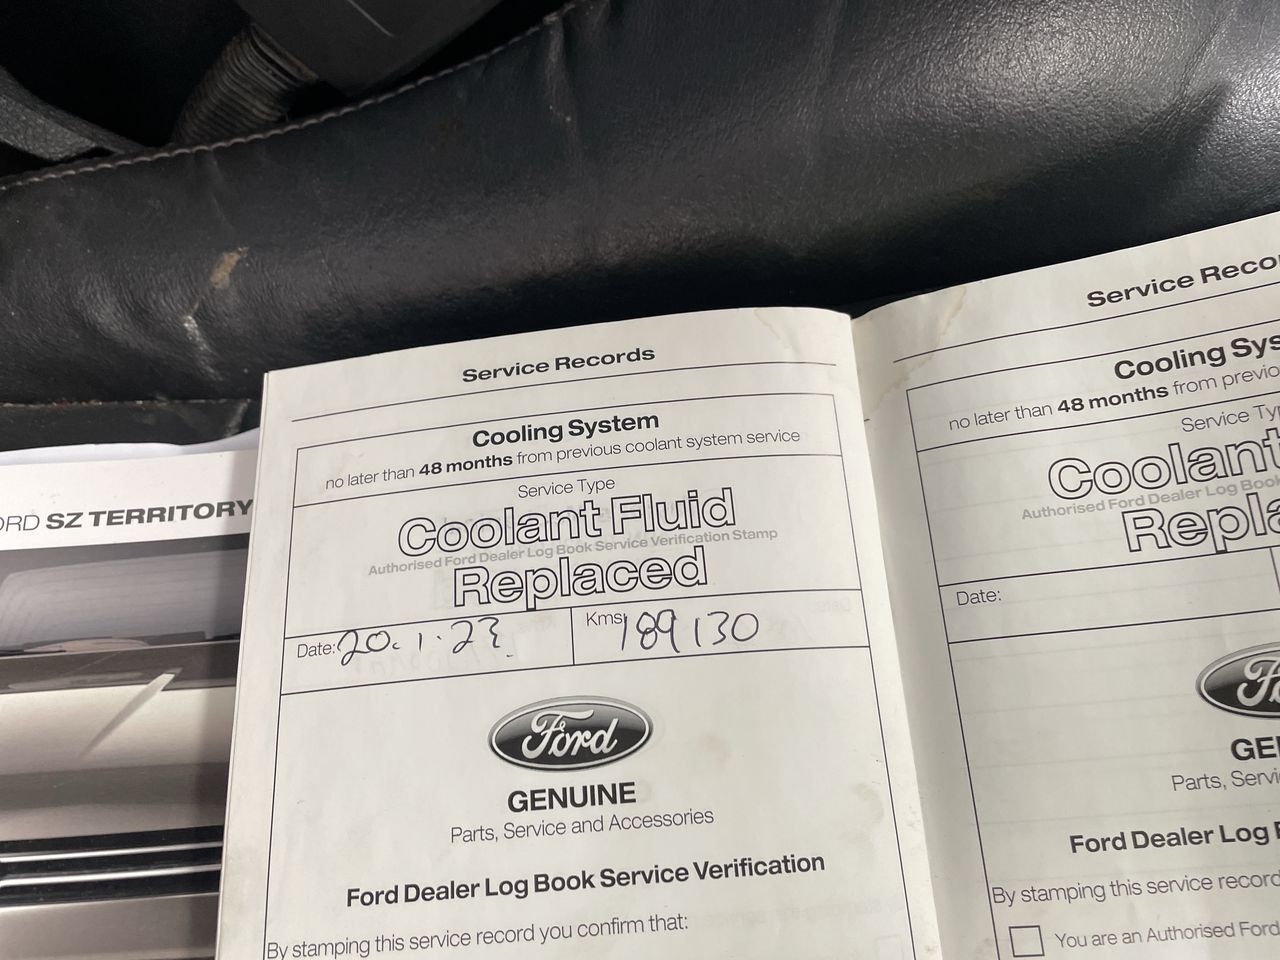 ORD SZ TERRITORY
Service Records
Cooling System
no later than 48 months from previous coolant system service
Service Type
Coolant Fluid
Authorised Ford Dealer Log Book Service Verification Stamp
Replaced
Date: 20.1.23
Kms 189130
Ford
GENUINE
Parts, Service and Accessories
Ford Dealer Log Book Service Verification
By stamping this service record you confirm that:
Service Reco
Cooling Sys
no later than 48 months from previo
Service Ty
Coolant
Authorised Ford Dealer Log Book
Repla
Date:
Fo
GE
Parts, Servi
Ford Dealer Log
By stamping this service record
You are an Authorised Ford